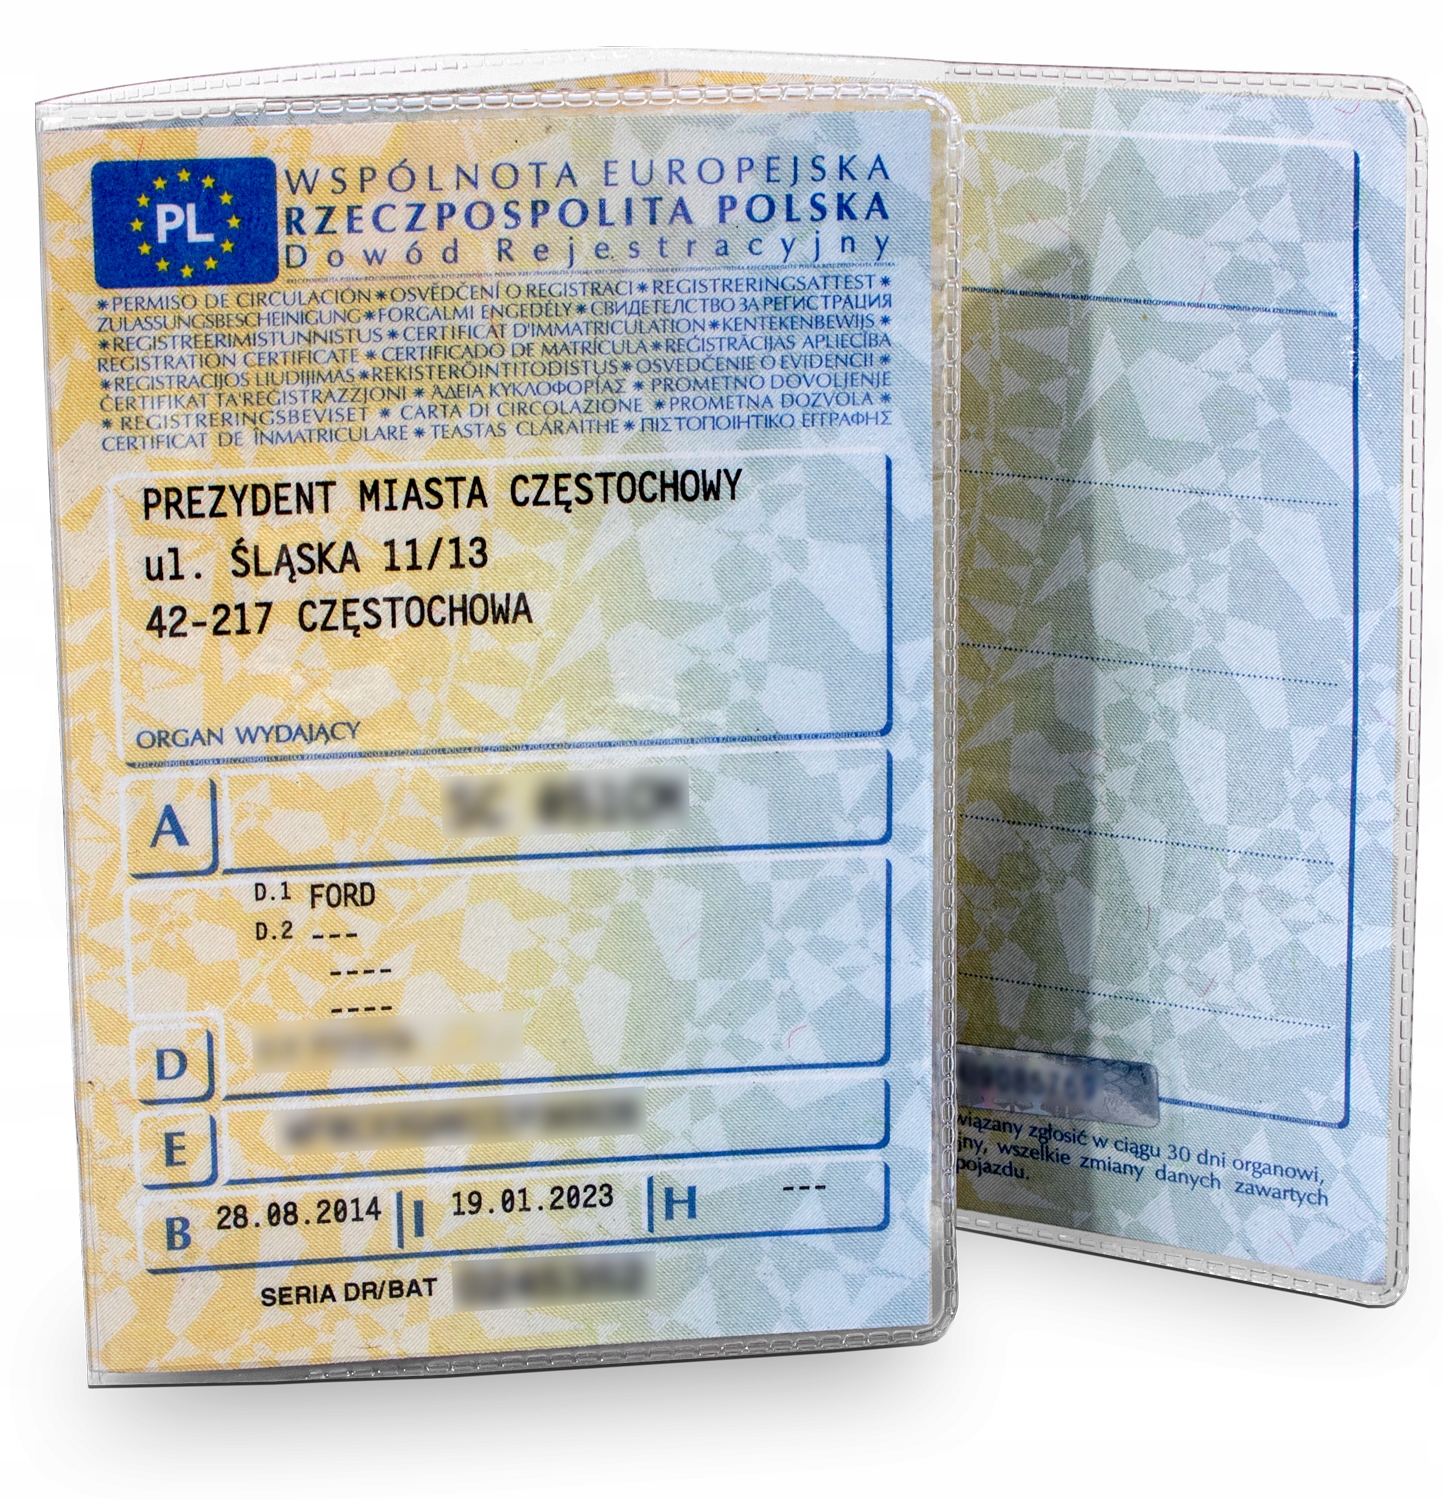 PL
WSPÓLNOTA EUROPEJSKA
RZECZPOSPOLITA POLSKA
Dowód Rejestracyjny
*PERMISO DE CIRCULACIÓN*OSVĚDČENÍ O REGISTRACI*REGISTRERINGSATTEST*
ZULASSUNGSBESCHEINIGUNG*FORGALMI ENGEDÉLY*СВИДЕТЕЛСТВО ЗА РЕГИСТРАЦИЯ
*REGISTREERIMISTUNNISTUS*CERTIFICAT D'IMMATRICULATION*KENTEKENBEWIJS*
REGISTRATION CERTIFICATE*CERTIFICADO DE MATRÍCULA*REĢISTRĀCIJAS APLIECĪBA
*REGISTRACIJOS LIUDIJIMAS*REKISTERÖINTITODISTUS*OSVEDČENIE O EVIDENCII*
ĊERTIFIKAT TA'REĠISTRAZZJONI*ΆΔΕΙΑ ΚΥΚΛΟΦΟΡΊΑΣ*PROMETNO DOVOLJENJE
*REGISTRERINGSBEVISET*CARTA DI CIRCOLAZIONE*PROMETNA DOZVOLA*
CERTIFICAT DE ÎNMATRICULARE*TEASTAS CLÁRAITHE*ΠΙΣΤΟΠΟΙΗΤΙΚΟ ΕΓΓΡΑΦΗΣ
PREZYDENT MIASTA CZĘSTOCHOWY
ul. ŚLĄSKA 11/13
42-217 CZĘSTOCHOWA
ORGAN WYDAJĄCY
A
D.1 FORD
D.2 ---
----
----
D
E
B 28.08.2014 I 19.01.2023 H ---
SERIA DR/BAT
wiązany zgłosić w ciągu 30 dni organowi,
jny, wszelkie zmiany danych zawartych
pojazdu.